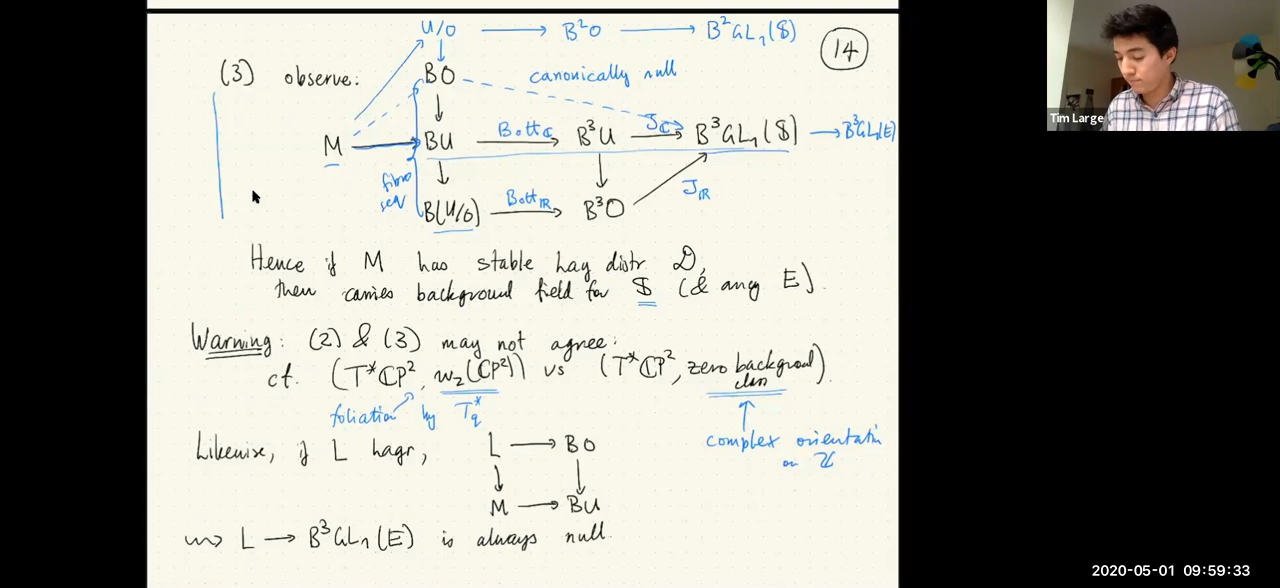 U/O → B²O → B²GL₁(𝕊)
14
(3) observe: BO canonically null
M → BU Bott_ℂ → B³U J_ℂ → B³GL₁(𝕊) → B³GL₁(E)
fibre seq
B(U/O) Bott_ℝ → B³O J_ℝ
Hence if M has stable Lag distr. D,
then carries background field for 𝕊 (& any E).
Warning: (2) & (3) may not agree:
cf. (T*ℂP², w₂(ℂP²)) vs (T*ℂP², zero background class).
foliation by T*_q
complex orientatin on ℤ
Likewise, if L lagr, L → BO
M → BU
⇝ L → B³GL₁(E) is always null.
Tim Large
2020-05-01 09:59:33